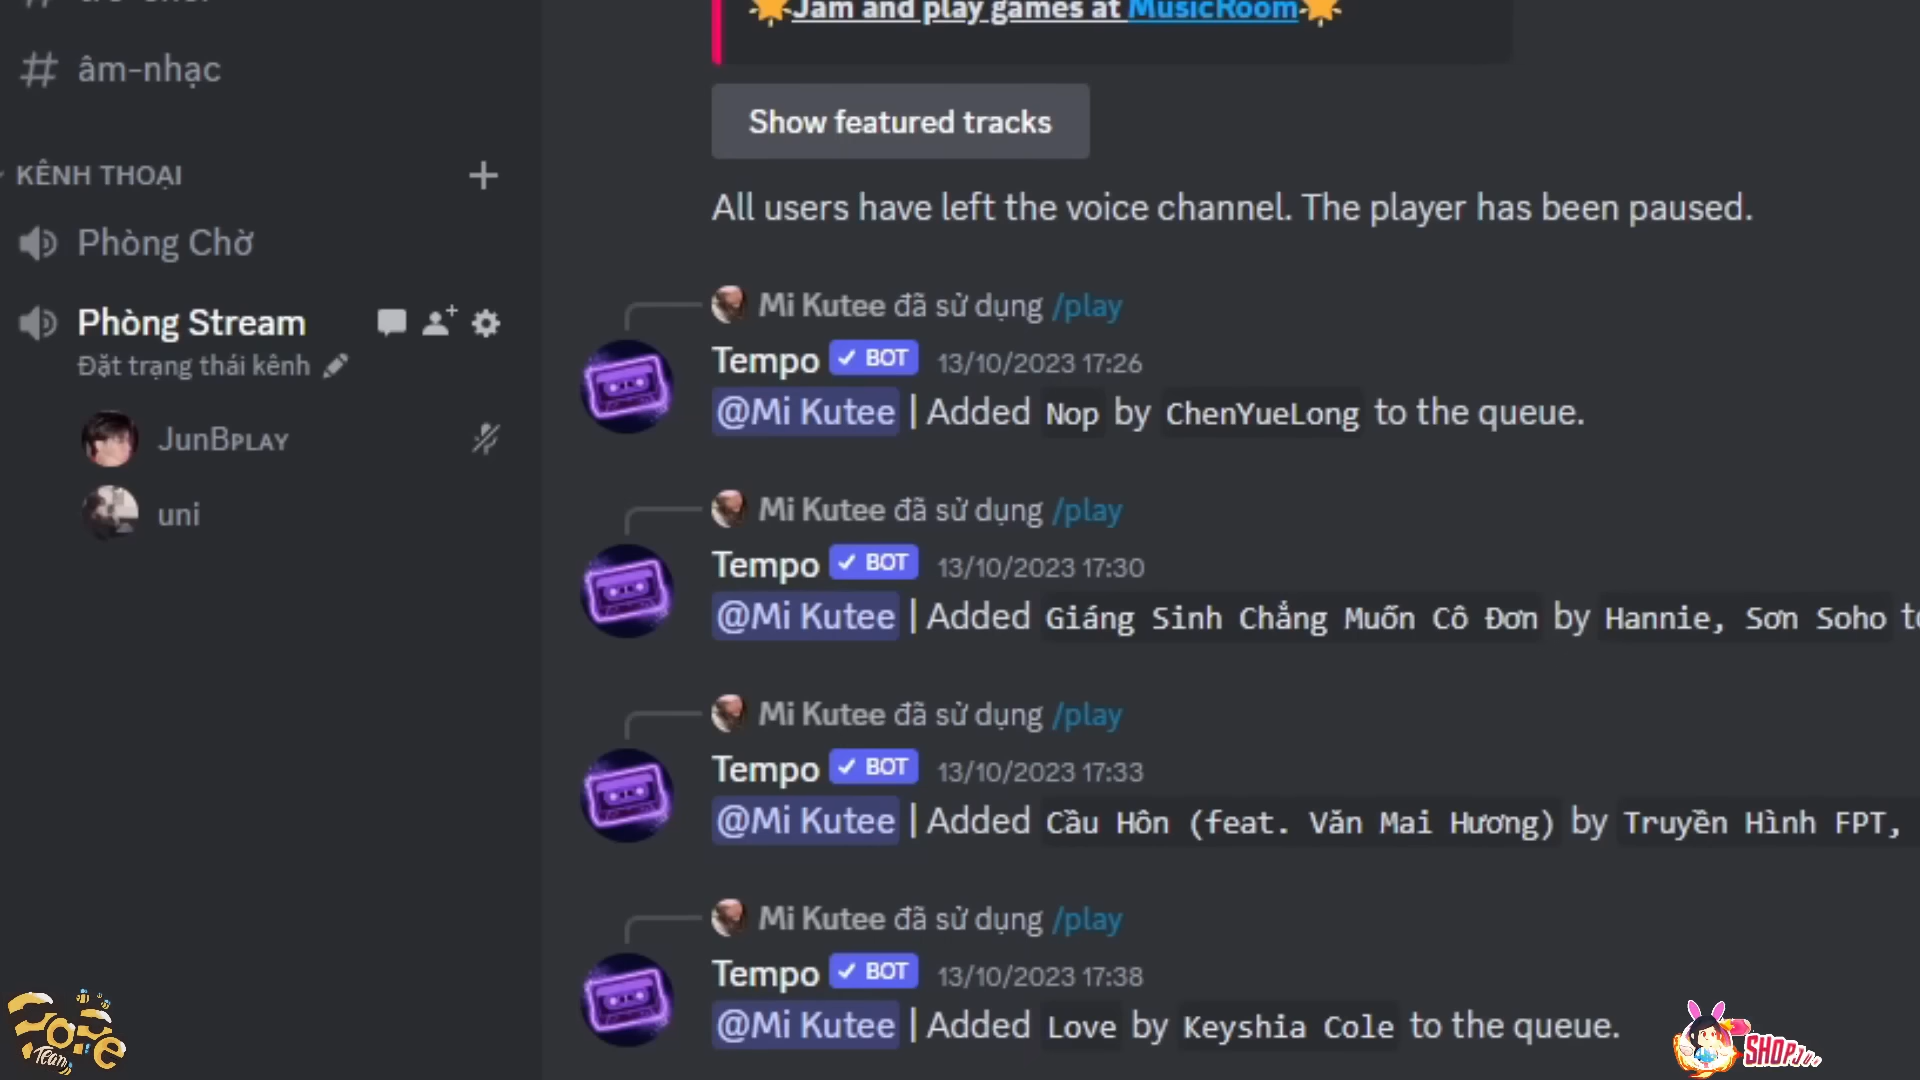 Jam and play games at MusicRoom
# âm-nhạc
Show featured tracks
KÊNH THOẠI
All users have left the voice channel. The player has been paused.
Phòng Chờ
Phòng Stream
Đặt trạng thái kênh
JunBPLAY
uni
Mi Kutee đã sử dụng /play
Tempo ✓ BOT 13/10/2023 17:26
@Mi Kutee | Added Nop by ChenYueLong to the queue.
Mi Kutee đã sử dụng /play
Tempo ✓ BOT 13/10/2023 17:30
@Mi Kutee | Added Giáng Sinh Chẳng Muốn Cô Đơn by Hannie, Sơn Soho to
Mi Kutee đã sử dụng /play
Tempo ✓ BOT 13/10/2023 17:33
@Mi Kutee | Added Cầu Hôn (feat. Văn Mai Hương) by Truyền Hình FPT,
Mi Kutee đã sử dụng /play
Tempo ✓ BOT 13/10/2023 17:38
@Mi Kutee | Added Love by Keyshia Cole to the queue.
Team
SHOP